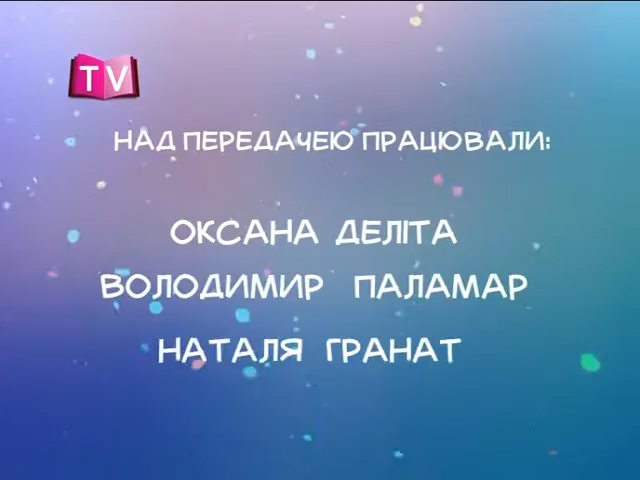 TV
НАД ПЕРЕДАЧЕЮ ПРАЦЮВАЛИ:
ОКСАНА ДЕЛІТА
ВОЛОДИМИР ПАЛАМАР
НАТАЛЯ ГРАНАТ